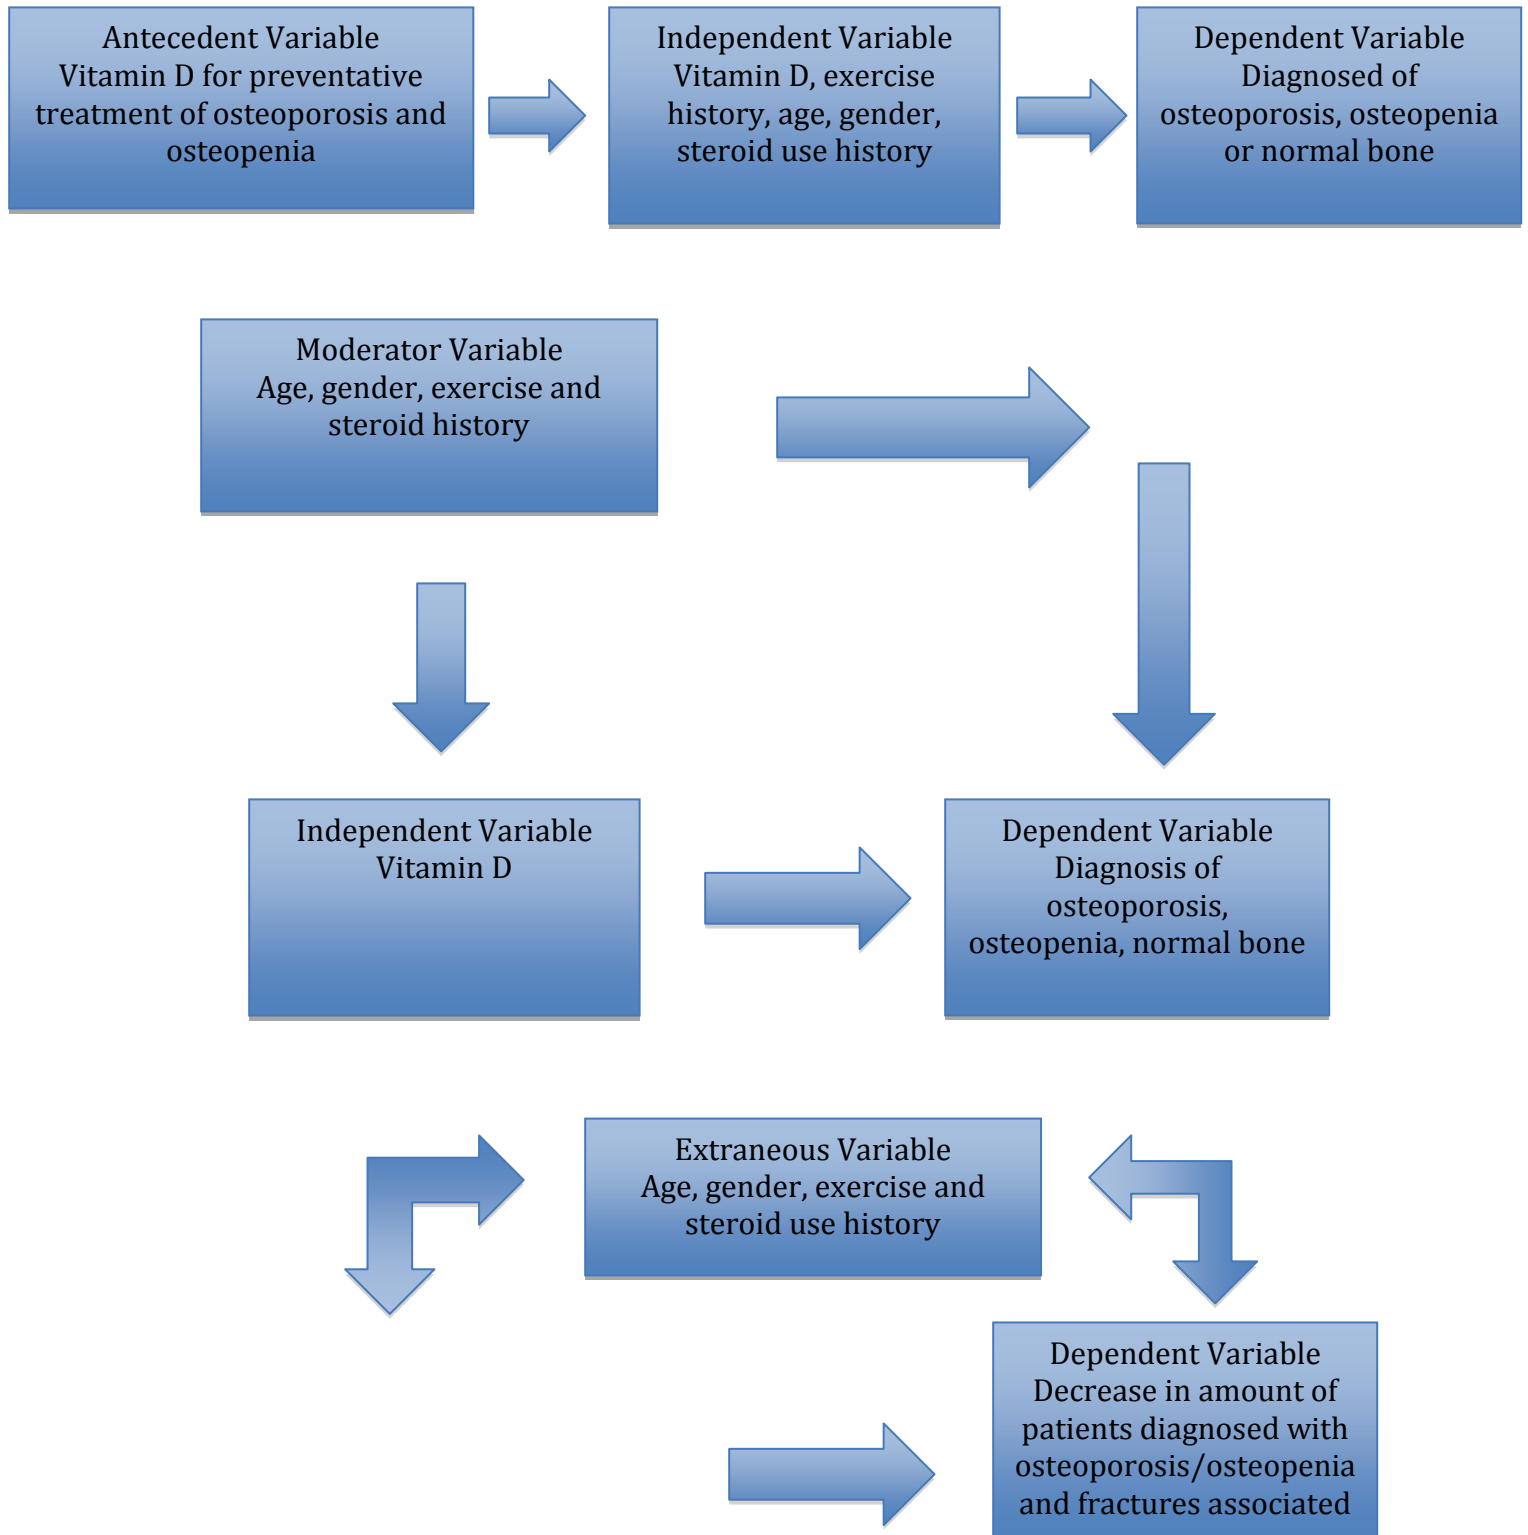 Antecedent Variable
Vitamin D for preventative
treatment of osteoporosis and
osteopenia
Independent Variable
Vitamin D, exercise
history, age, gender,
steroid use history
Dependent Variable
Diagnosed of
osteoporosis, osteopenia
or normal bone
Moderator Variable
Age, gender, exercise and
steroid history
Independent Variable
Vitamin D
Dependent Variable
Diagnosis of
osteoporosis,
osteopenia, normal bone
Extraneous Variable
Age, gender, exercise and
steroid use history
Dependent Variable
Decrease in amount of
patients diagnosed with
osteoporosis/osteopenia
and fractures associated